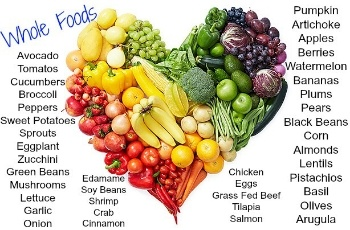 Whole Foods
Avocado
Tomatos
Cucumbers
Broccoli
Peppers
Sweet Potatoes
Sprouts
Eggplant
Zucchini
Green Beans
Mushrooms
Lettuce
Garlic
Onion
Edamame
Soy Beans
Shrimp
Crab
Cinnamon
Chicken
Eggs
Grass Fed Beef
Tilapia
Salmon
Pumpkin
Artichoke
Apples
Berries
Watermelon
Bananas
Plums
Pears
Black Beans
Corn
Almonds
Lentils
Pistachios
Basil
Olives
Arugula